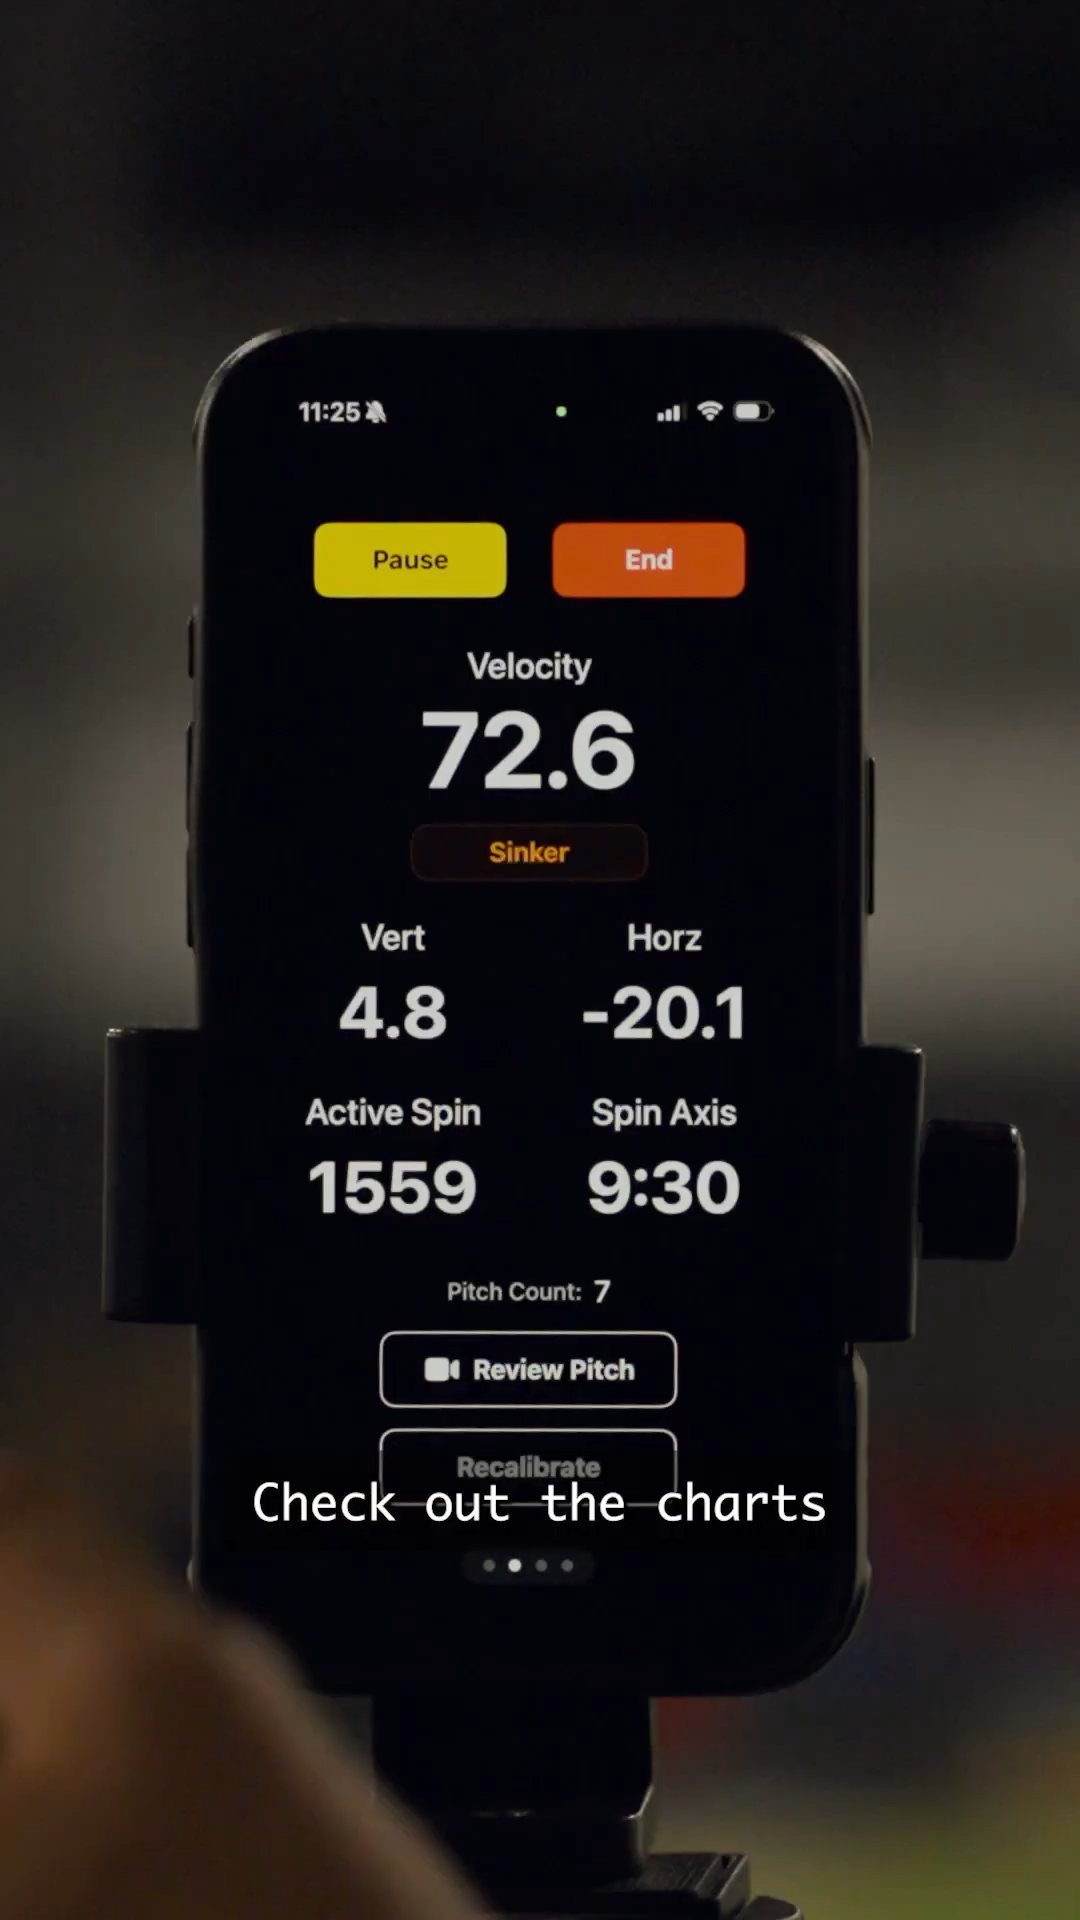 11:25
Pause
End
Velocity
72.6
Sinker
Vert
Horz
4.8
-20.1
Active Spin
Spin Axis
1559
9:30
Pitch Count: 7
Review Pitch
Recalibrate
Check out the charts